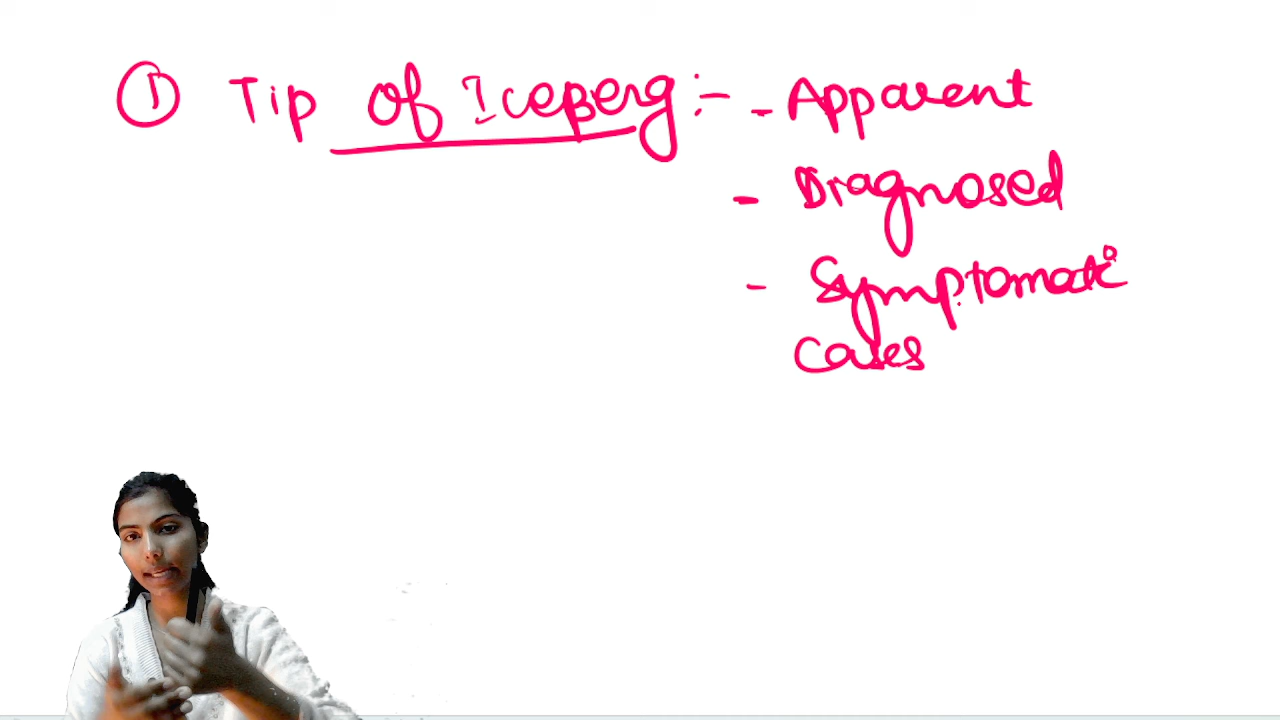 ① Tip of Iceberg :- - Apparent
- Diagnosed
- Symptomatic
Cases